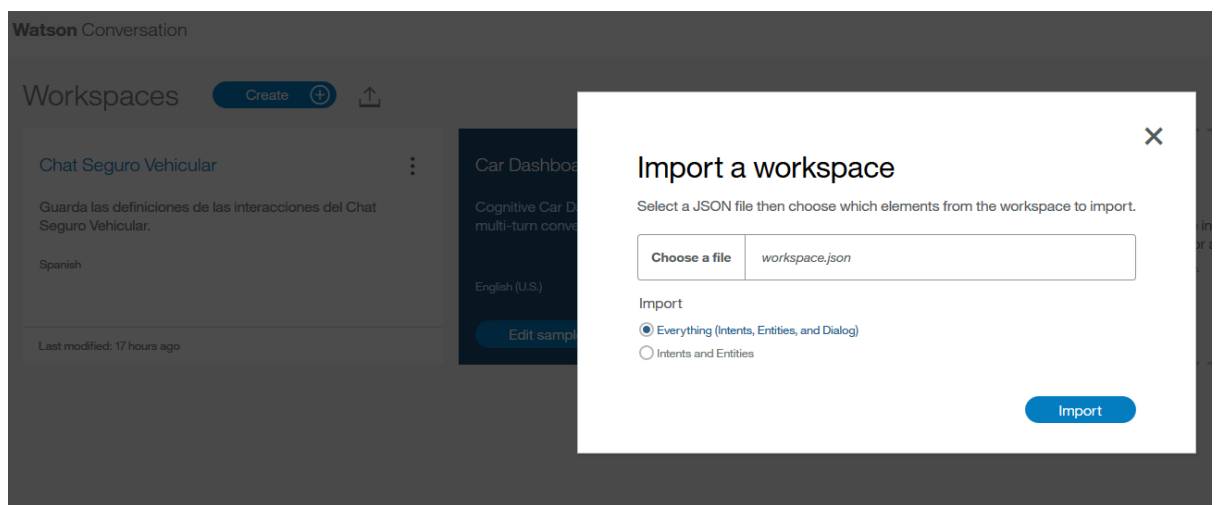 Watson Conversation
Workspaces
Create
Chat Seguro Vehicular
Guarda las definiciones de las interacciones del Chat
Seguro Vehicular.
Spanish
Last modified: 17 hours ago
Car
Cognitive Car
multi-turn
English (U.S.)
Edit
Import a workspace
Select a JSON file then choose which elements from the workspace to import.
Choose a file workspace.json
Import
Everything (Intents, Entities, and Dialog)
Intents and Entities
Import
in